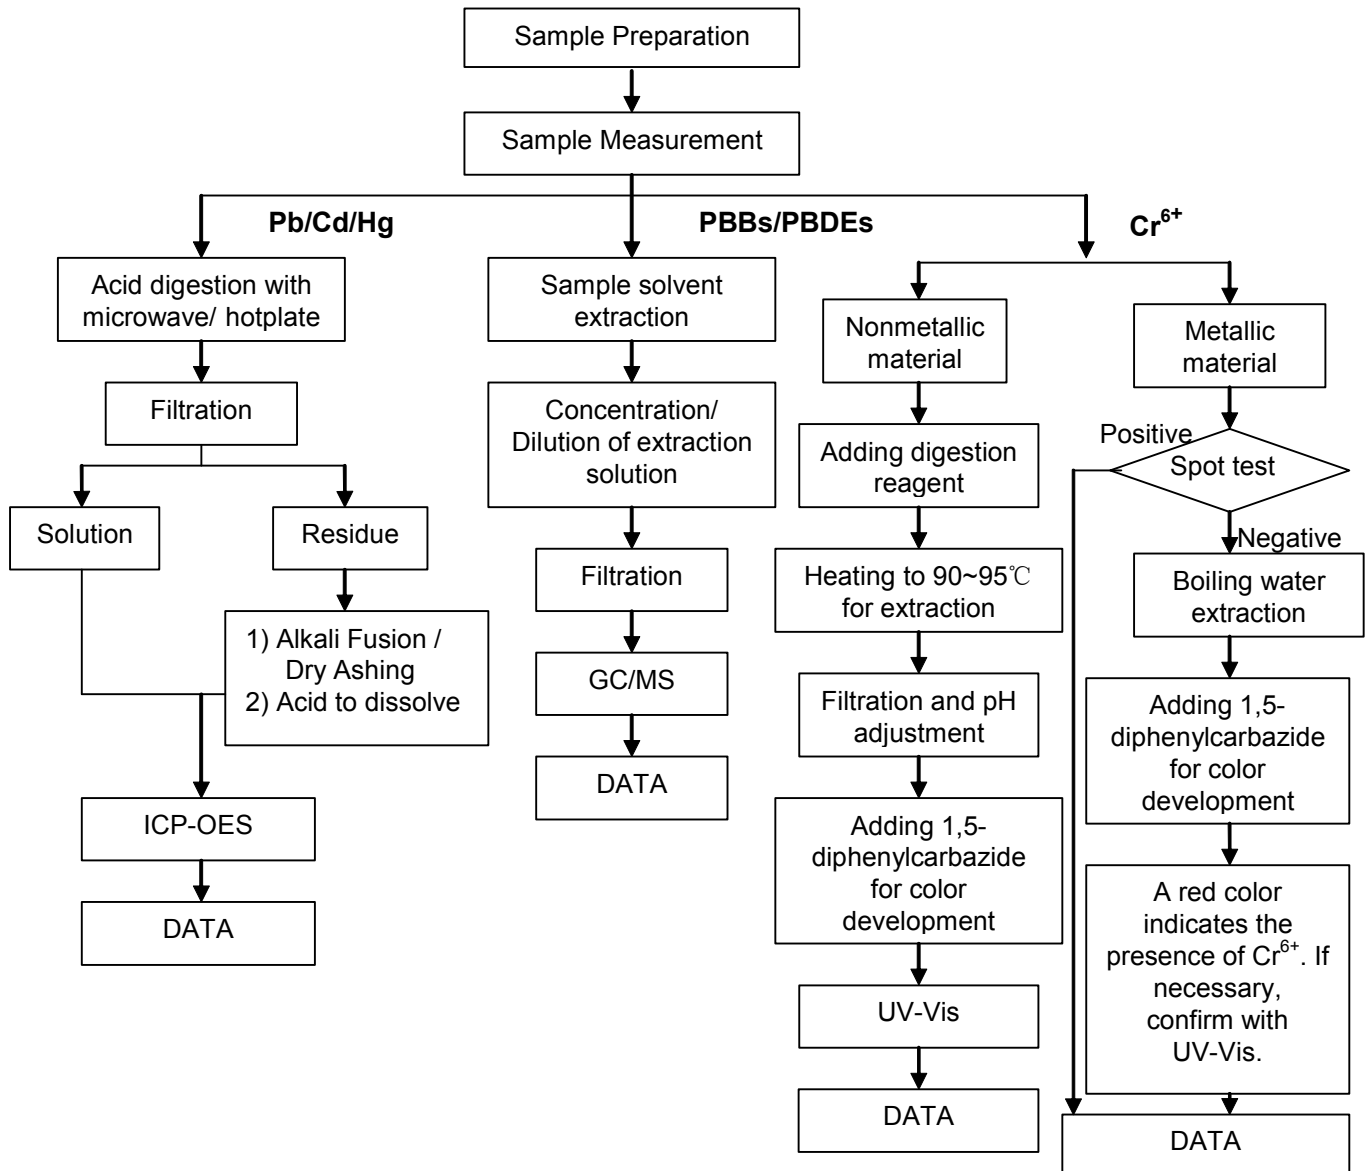 Sample Preparation
Sample Measurement
Pb/Cd/Hg
PBBs/PBDEs
Cr⁶⁺
Acid digestion with
microwave/ hotplate
Filtration
Solution
Residue
1) Alkali Fusion /
Dry Ashing
2) Acid to dissolve
ICP-OES
DATA
Sample solvent
extraction
Concentration/
Dilution of extraction
solution
Filtration
GC/MS
DATA
Nonmetallic
material
Adding digestion
reagent
Heating to 90~95℃
for extraction
Filtration and pH
adjustment
Adding 1,5-
diphenylcarbazide
for color
development
UV-Vis
DATA
Metallic
material
Positive
Spot test
Negative
Boiling water
extraction
Adding 1,5-
diphenylcarbazide
for color
development
A red color
indicates the
presence of Cr⁶⁺. If
necessary,
confirm with
UV-Vis.
DATA